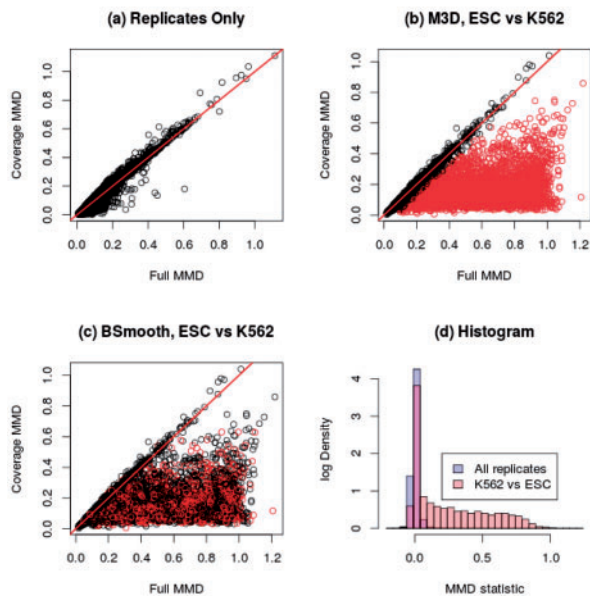 (a) Replicates Only
Coverage MMD
0.0 0.2 0.4 0.6 0.8 1.0
0.0 0.2 0.4 0.6 0.8 1.0
Full MMD
(b) M3D, ESC vs K562
Coverage MMD
0.0 0.2 0.4 0.6 0.8 1.0
0.0 0.2 0.4 0.6 0.8 1.0 1.2
Full MMD
(c) BSmooth, ESC vs K562
Coverage MMD
0.0 0.2 0.4 0.6 0.8 1.0
0.0 0.2 0.4 0.6 0.8 1.0 1.2
Full MMD
(d) Histogram
log Density
0 1 2 3 4
All replicates
K562 vs ESC
0.0 0.5 1.0
MMD statistic